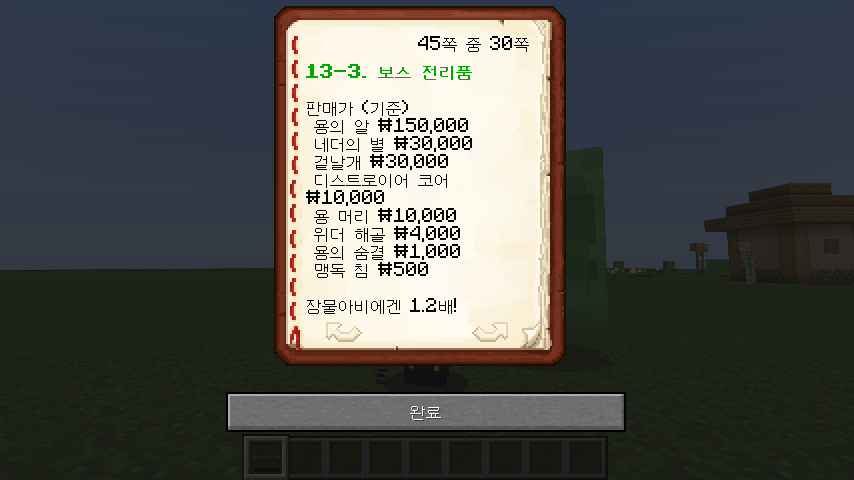 45쪽 중 30쪽
13-3. 보스 전리품
판매가 (기준)
용의 알 ₩150,000
네더의 별 ₩30,000
겉날개 ₩30,000
디스트로이어 코어
₩10,000
용 머리 ₩10,000
위더 해골 ₩4,000
용의 숨결 ₩1,000
맹독 침 ₩500
장물아비에겐 1.2배!
완료